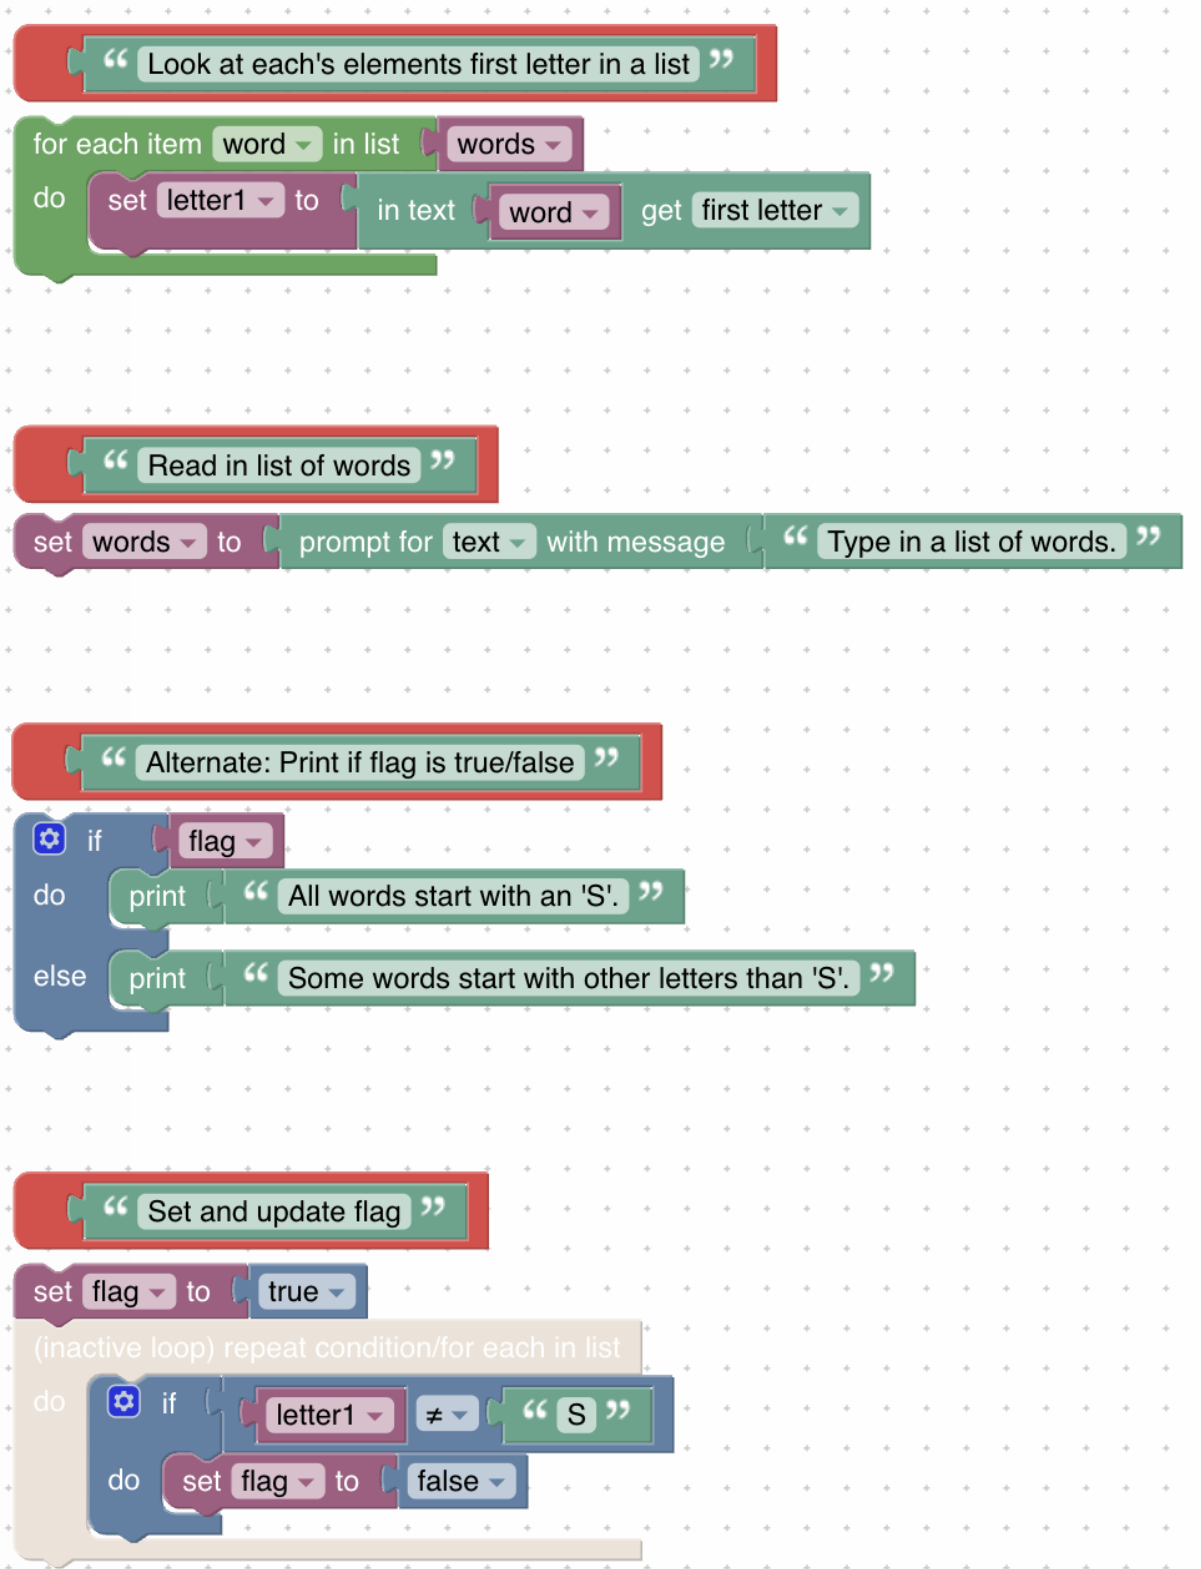 “ Look at each's elements first letter in a list ”
for each item word in list words
do set letter1 to in text word get first letter
“ Read in list of words ”
set words to prompt for text with message “ Type in a list of words. ”
“ Alternate: Print if flag is true/false ”
if flag
do print “ All words start with an 'S'. ”
else print “ Some words start with other letters than 'S'. ”
“ Set and update flag ”
set flag to true
(inactive loop) repeat condition/for each in list
do if letter1 ≠ “ S ”
do set flag to false